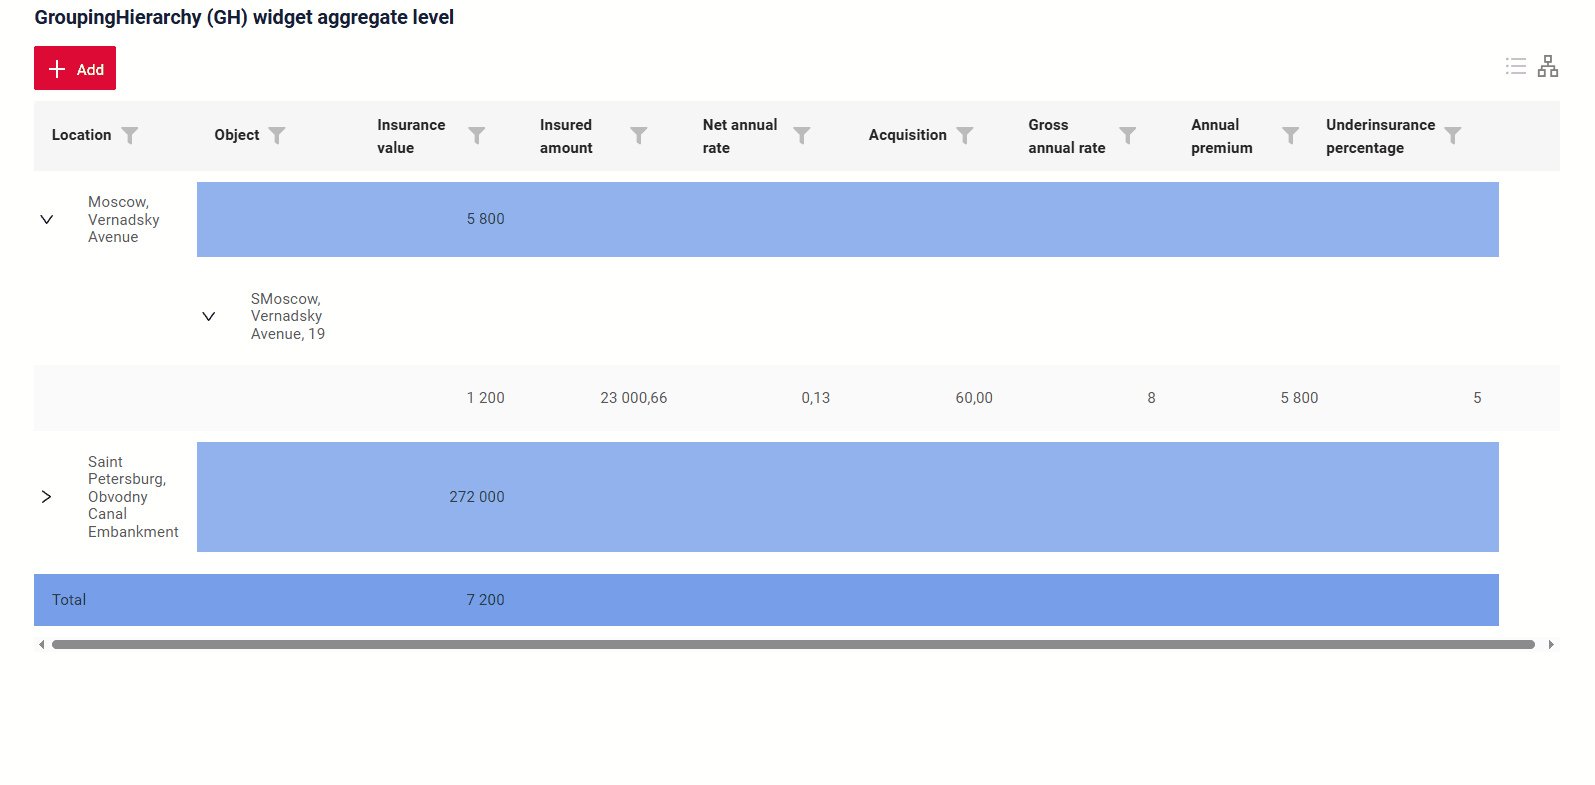 GroupingHierarchy (GH) widget aggregate level
Add
Location Object Insurance value Insured amount Net annual rate Acquisition Gross annual rate Annual premium Underinsurance percentage
Moscow,
Vernadsky
Avenue
5 800
SMoscow,
Vernadsky
Avenue, 19
1 200 23 000,66 0,13 60,00 8 5 800 5
Saint
Petersburg,
Obvodny
Canal
Embankment
272 000
Total 7 200